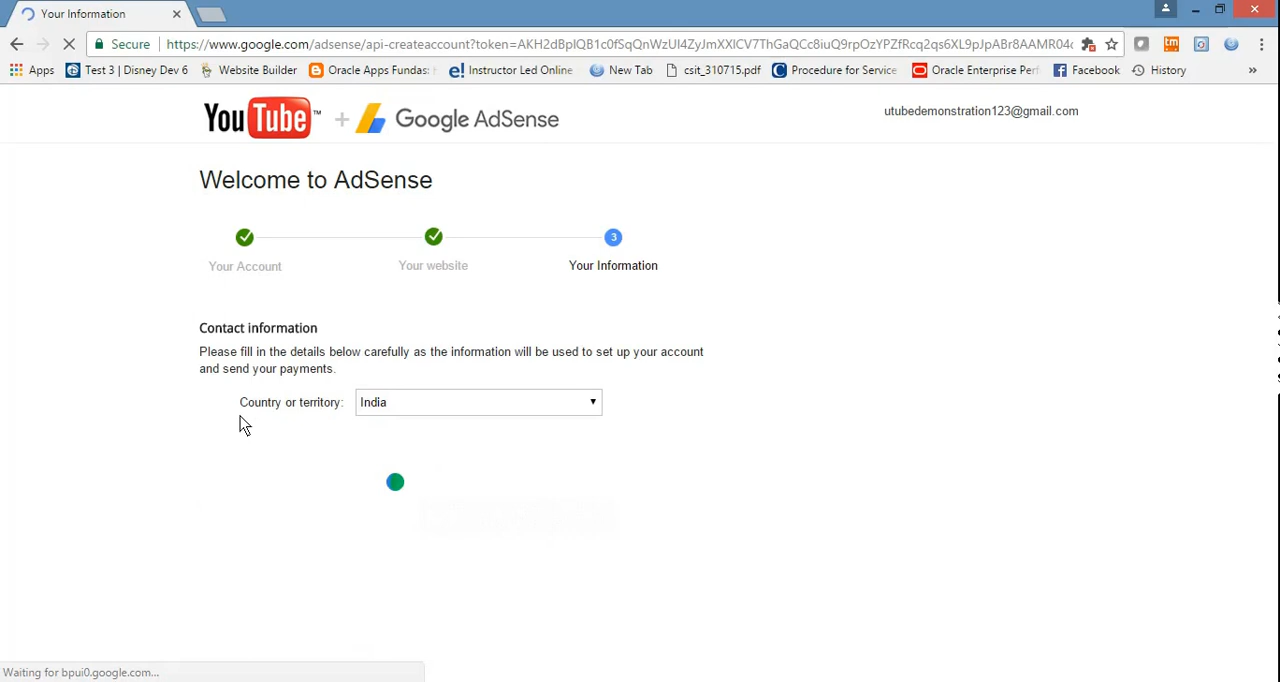 Your Information
Secure
https://www.google.com/adsense/api-createaccount?token=AKH2dBpIQB1c0fSqQnWzUI4ZyJmXXlCV7ThGaQCc8iuQ9rpOzYPZfRcq2qs6XL9pJpABr8AAMR04c
Apps
Test 3 | Disney Dev 6
Website Builder
Oracle Apps Fundas:
Instructor Led Online
New Tab
csit_310715.pdf
Procedure for Service
Oracle Enterprise Perf
Facebook
History
»
YouTube™ + Google AdSense
utubedemonstration123@gmail.com
Welcome to AdSense
3
Your Account
Your website
Your Information
Contact information
Please fill in the details below carefully as the information will be used to set up your account
and send your payments.
Country or territory: India
Waiting for bpui0.google.com...